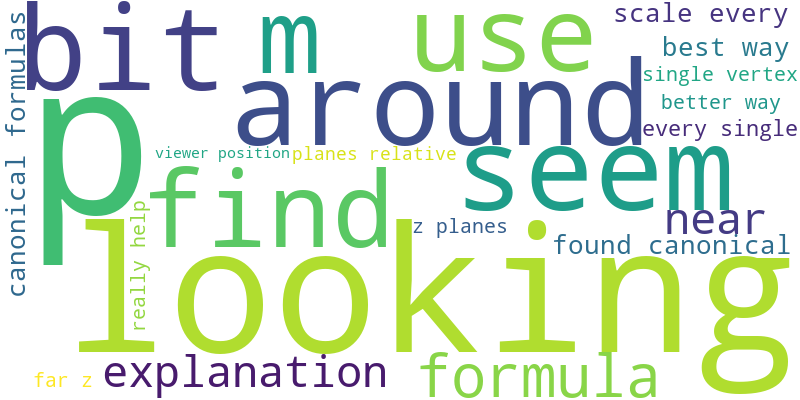 canonical formulas
bit
m
use
scale every
best way
single vertex
better way
every single
p
around
viewer position
planes relative
seem
find
near
z planes
found canonical
really help
looking
far z
explanation
formula